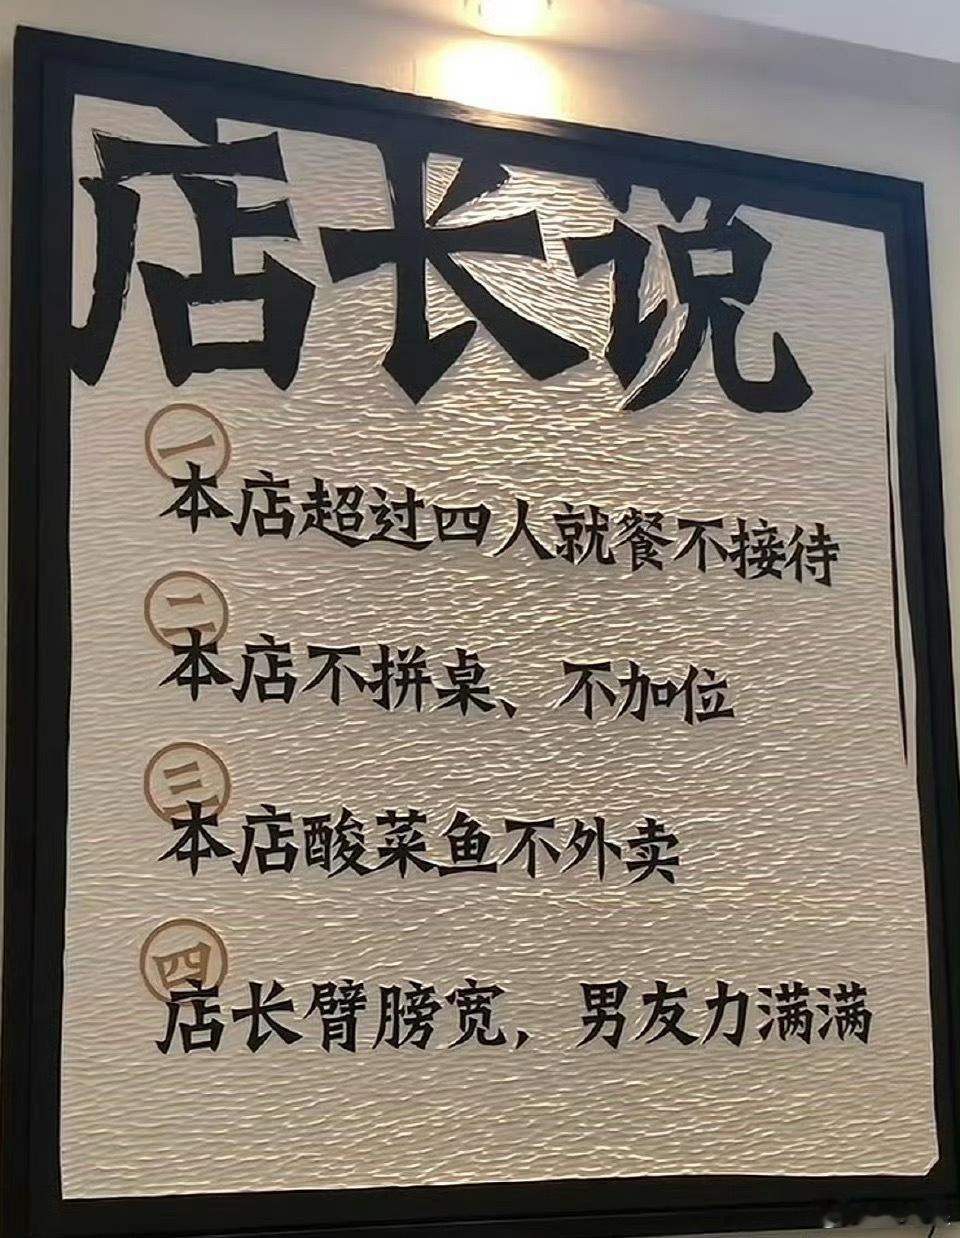 店长说
一
本店超过四人就餐不接待
二
本店不拼桌、不加位
三
本店酸菜鱼不外卖
四
店长臂膀宽，男友力满满